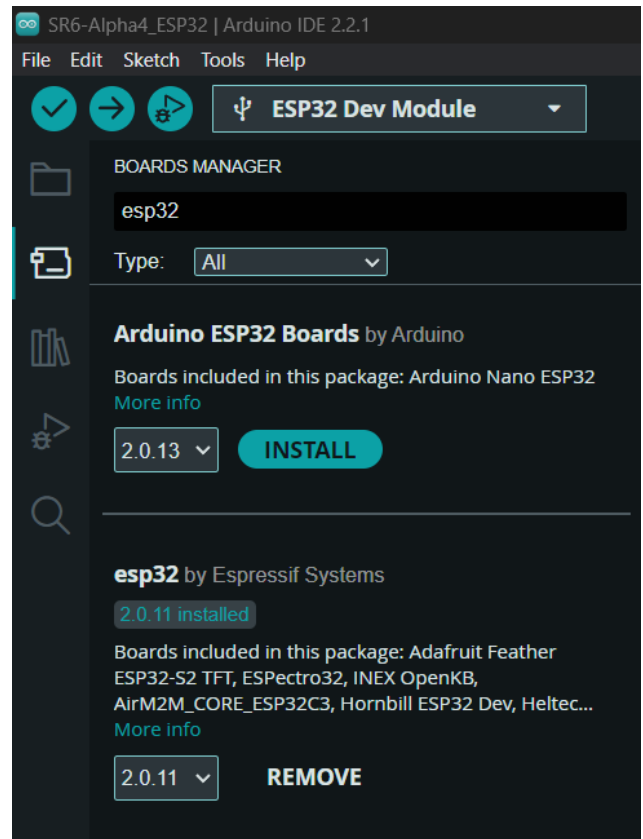 SR6-Alpha4_ESP32 | Arduino IDE 2.2.1
File Edit Sketch Tools Help
ESP32 Dev Module
BOARDS MANAGER
esp32
Type: All
Arduino ESP32 Boards by Arduino
Boards included in this package: Arduino Nano ESP32
More info
2.0.13 INSTALL
esp32 by Espressif Systems
2.0.11 installed
Boards included in this package: Adafruit Feather
ESP32-S2 TFT, ESPectro32, INEX OpenKB,
AirM2M_CORE_ESP32C3, Hornbill ESP32 Dev, Heltec...
More info
2.0.11 REMOVE